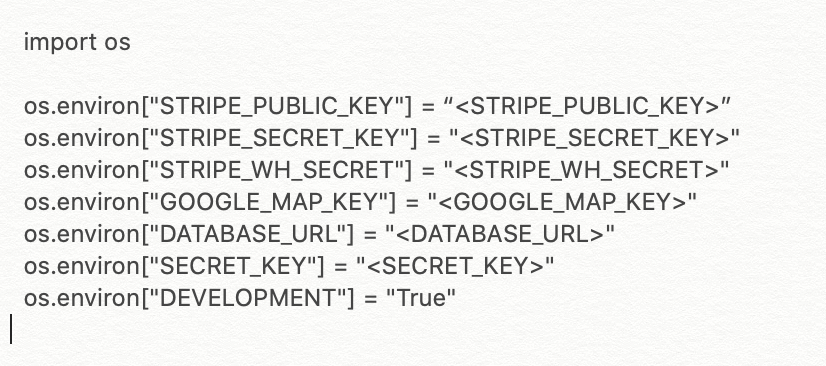 import os
os.environ["STRIPE_PUBLIC_KEY"] = “<STRIPE_PUBLIC_KEY>”
os.environ["STRIPE_SECRET_KEY"] = "<STRIPE_SECRET_KEY>"
os.environ["STRIPE_WH_SECRET"] = "<STRIPE_WH_SECRET>"
os.environ["GOOGLE_MAP_KEY"] = "<GOOGLE_MAP_KEY>"
os.environ["DATABASE_URL"] = "<DATABASE_URL>"
os.environ["SECRET_KEY"] = "<SECRET_KEY>"
os.environ["DEVELOPMENT"] = "True"